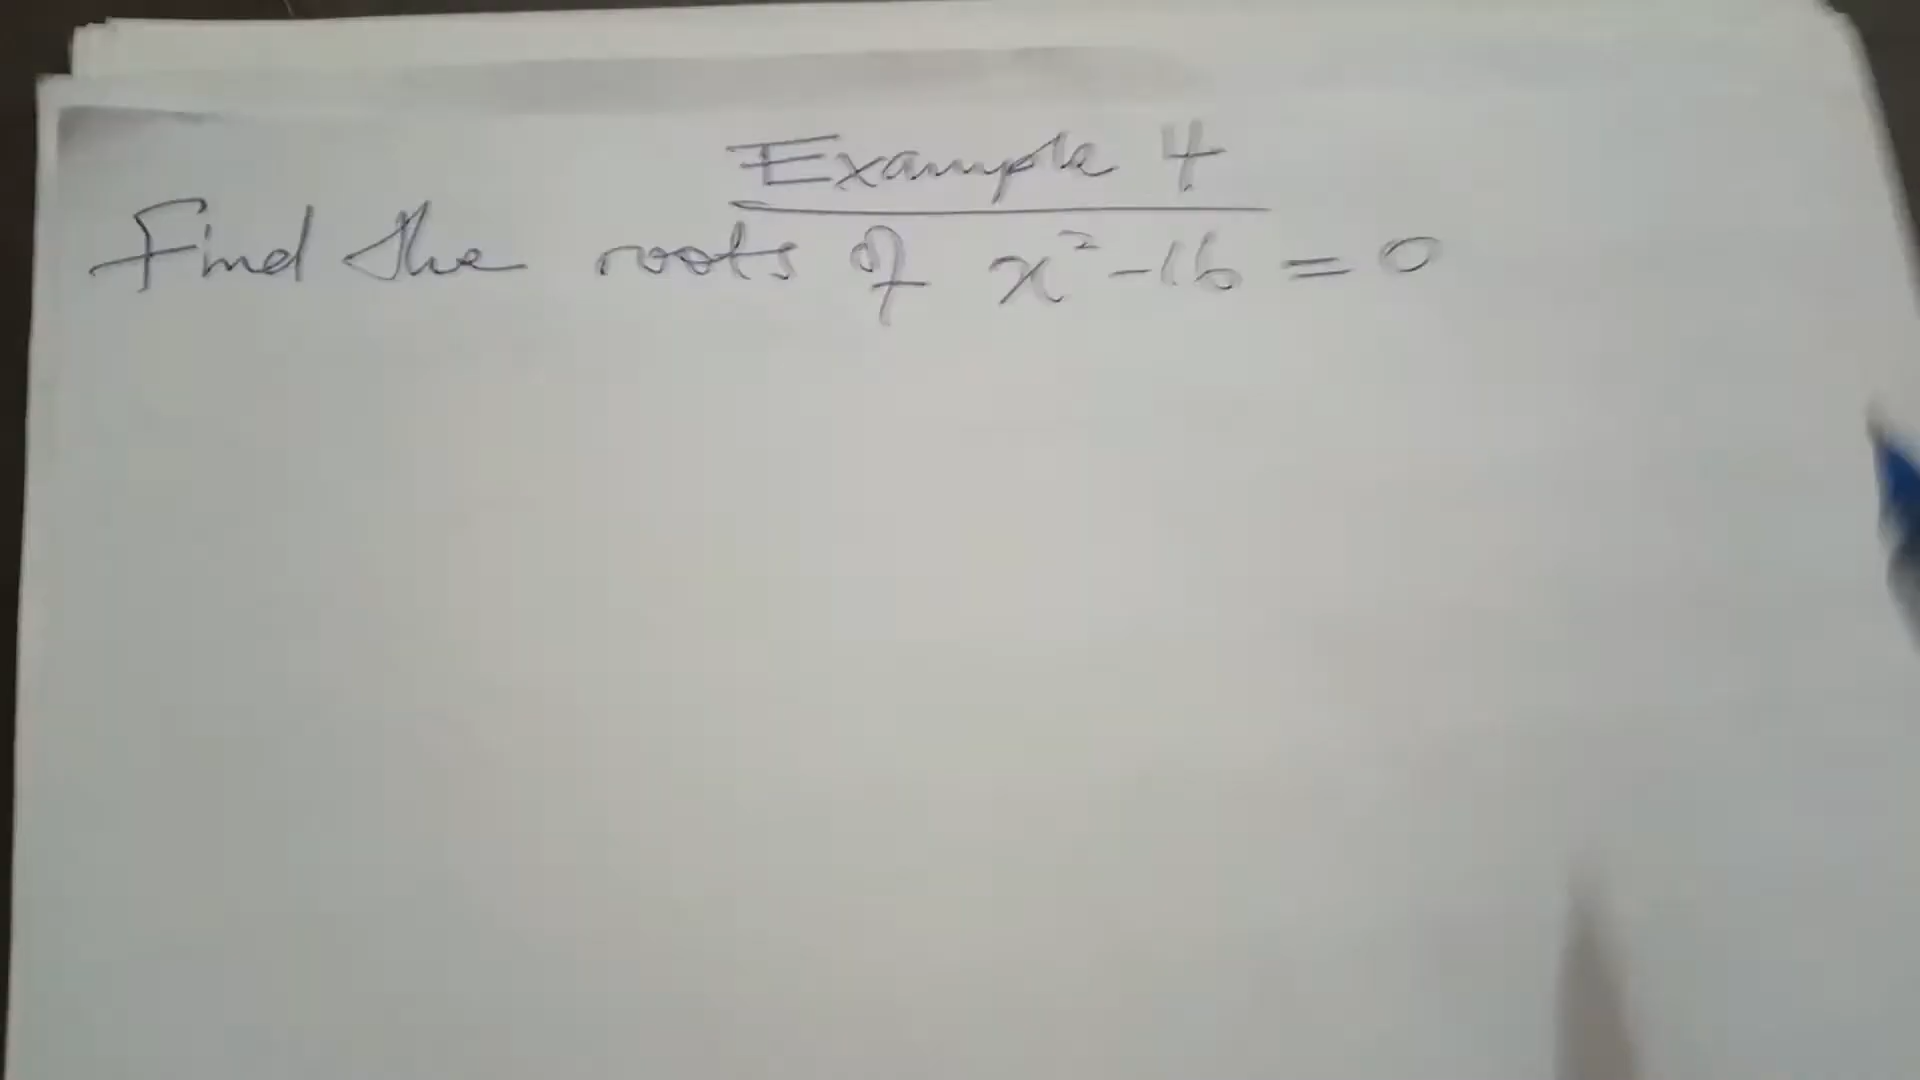 Example 4
Find the roots of x² - 16 = 0